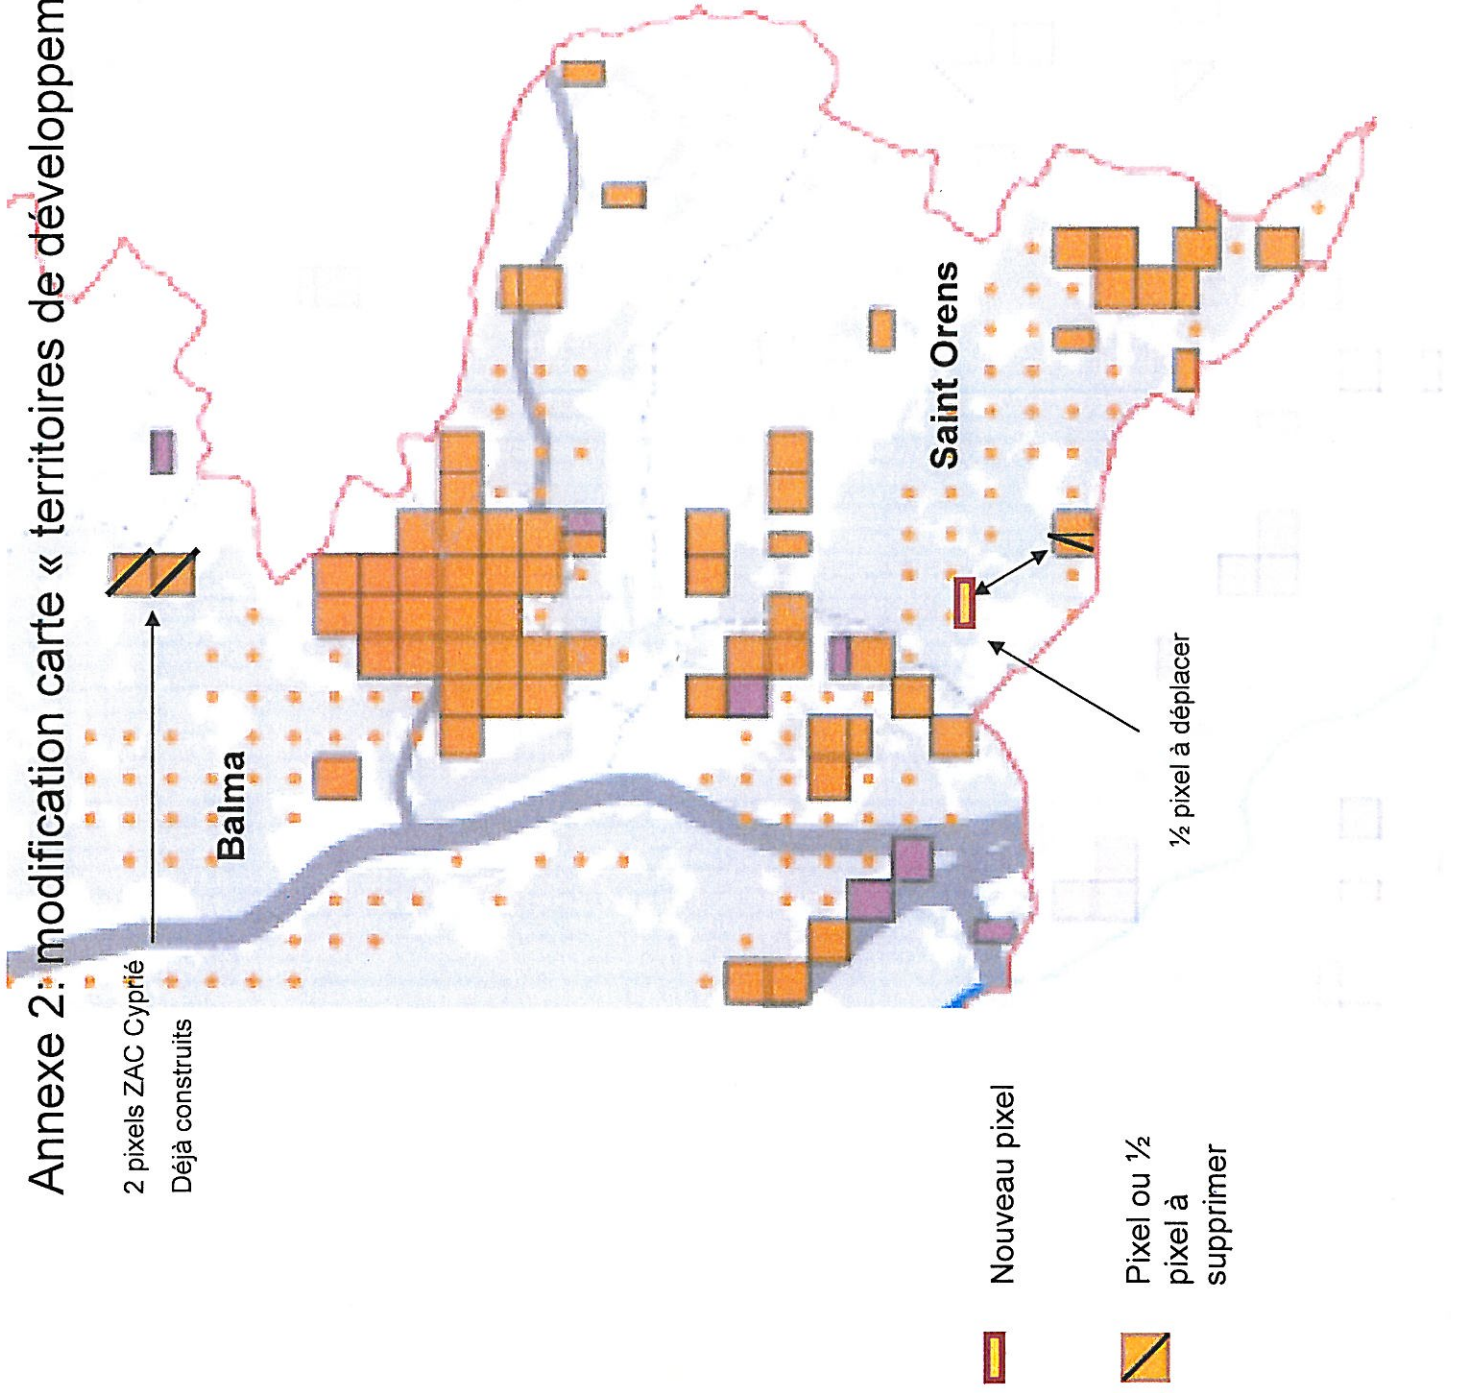 Annexe 2: modification carte « territoires de développem
2 pixels ZAC Cyprié
Déjà construits
Balma
Saint Orens
½ pixel à déplacer
Nouveau pixel
Pixel ou ½
pixel à
supprimer